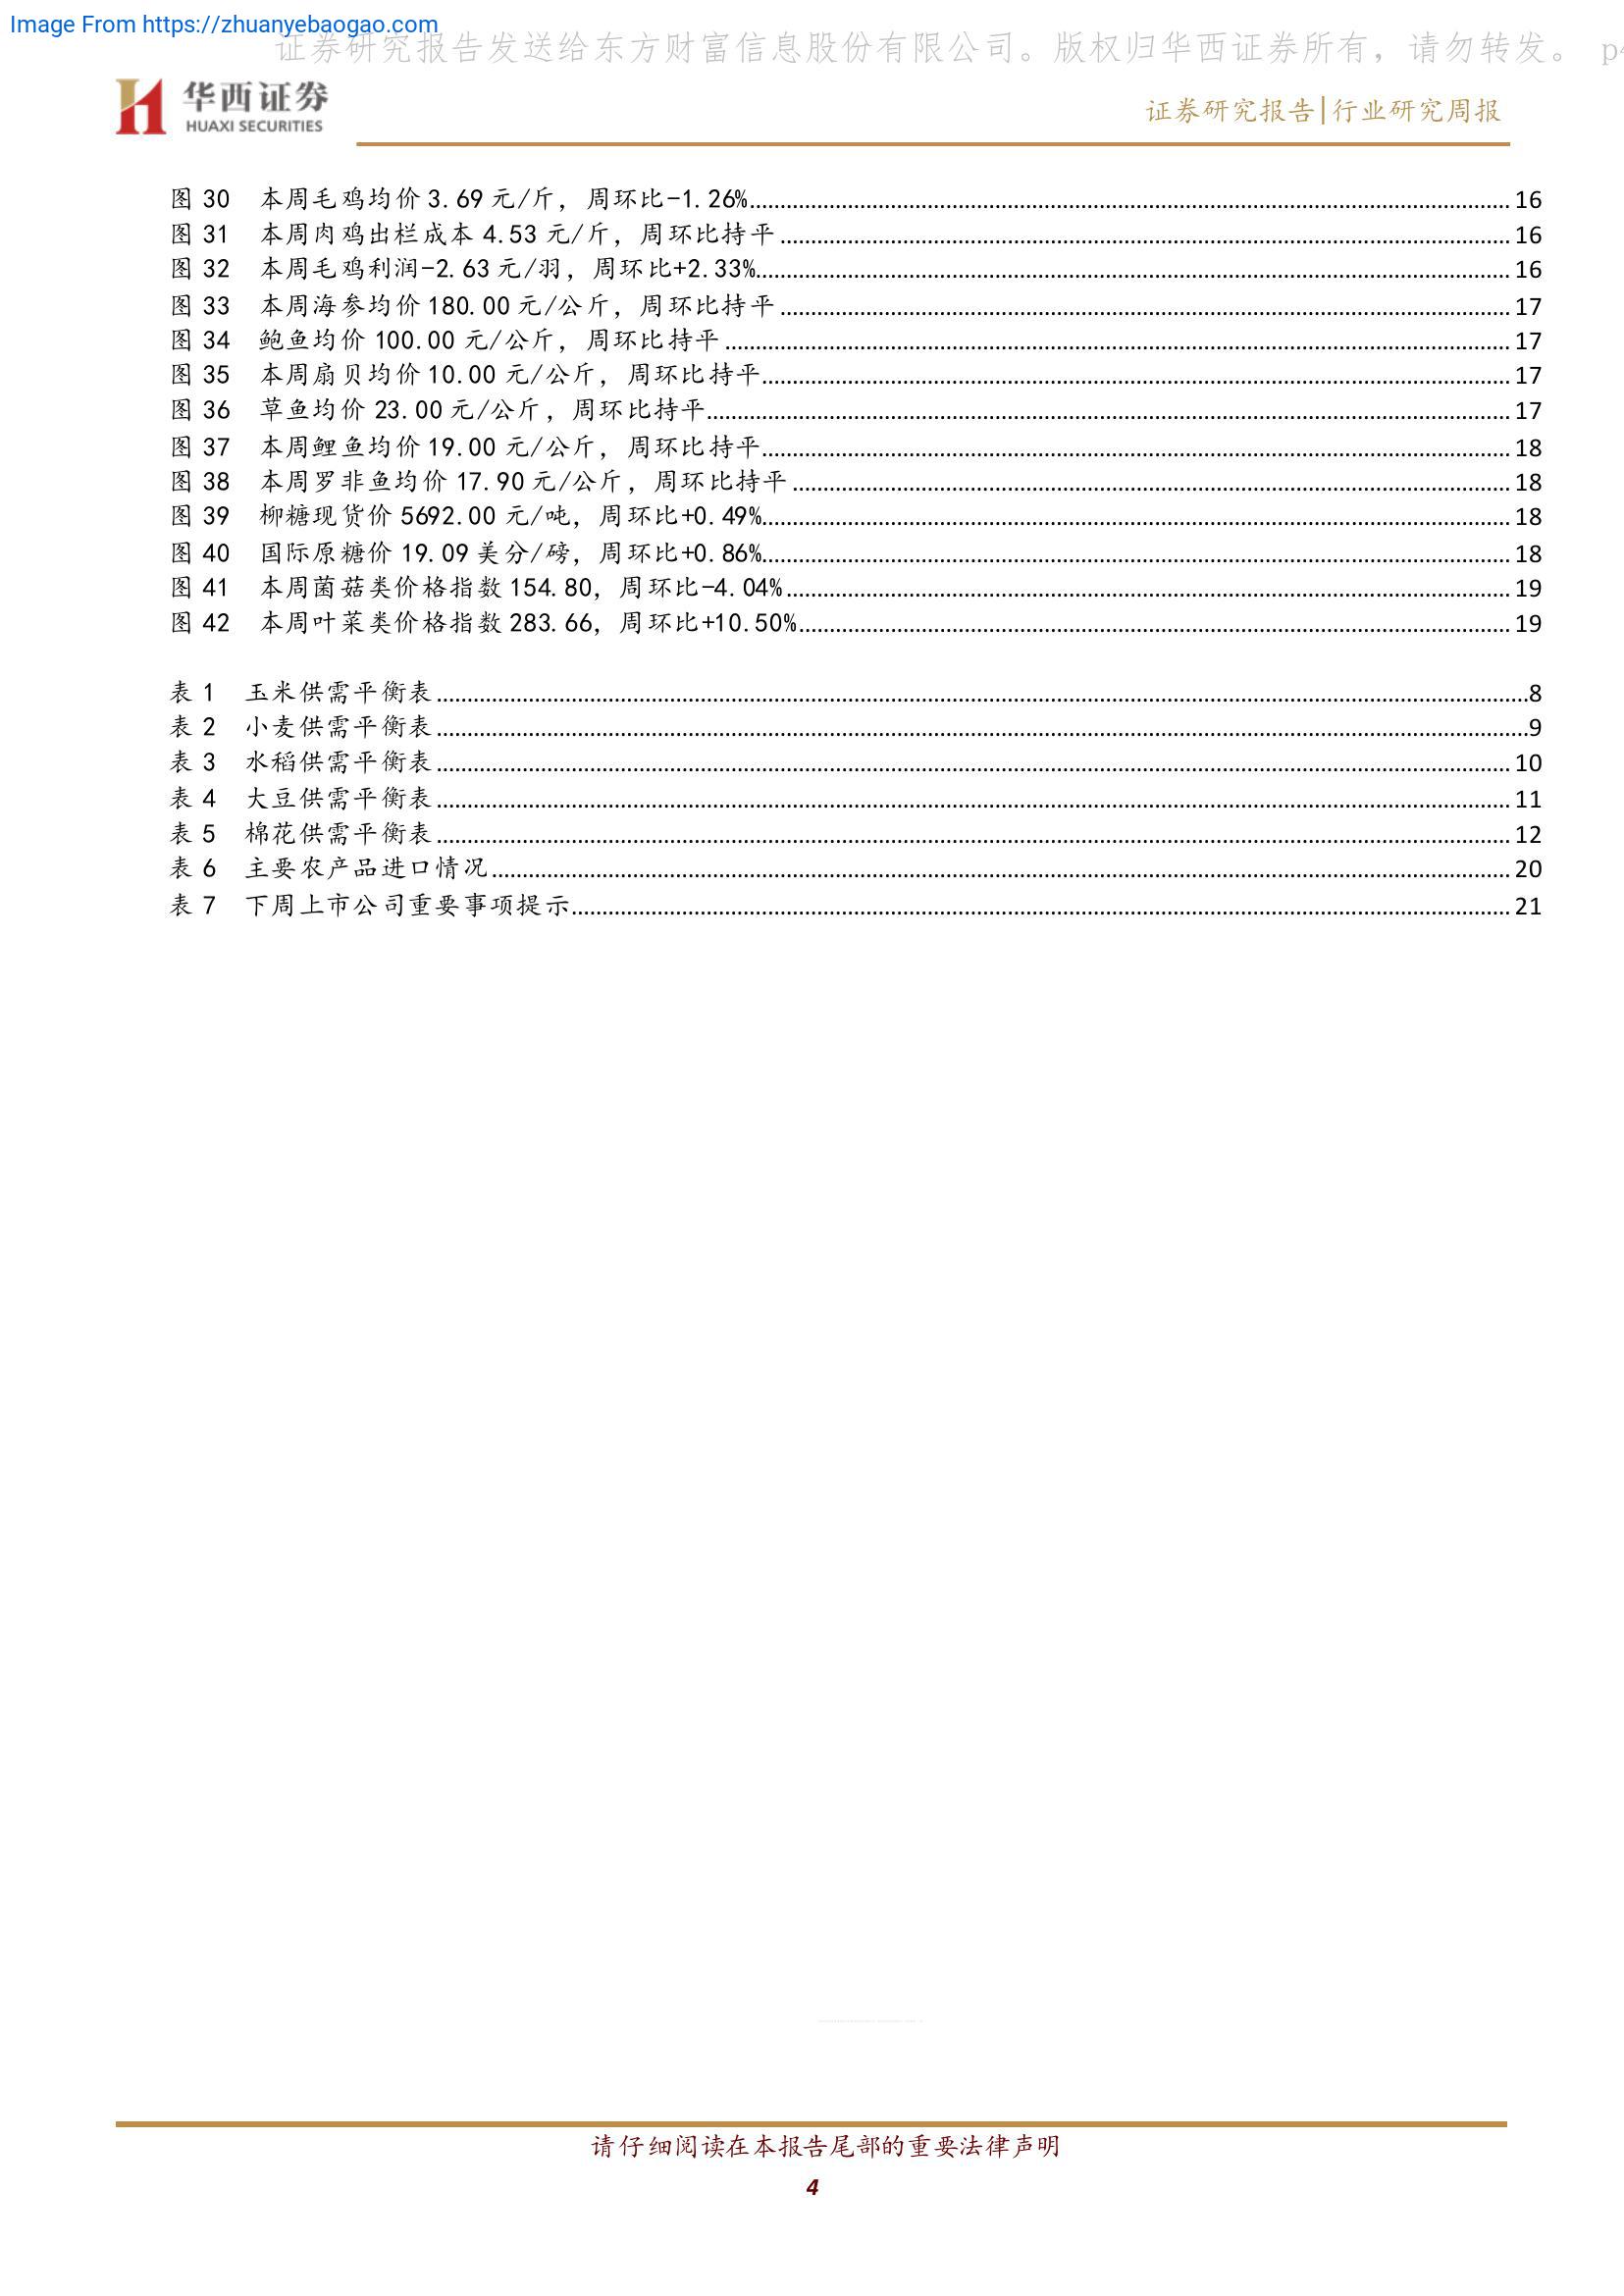 Image From https://zhuanyebaogao.com
证券研究报告发送给东方财富信息股份有限公司。版权归华西证券所有，请勿转发。 p4
华西证券
HUAXI SECURITIES
证券研究报告|行业研究周报
图 30 本周毛鸡均价 3.69 元/斤，周环比-1.26%......16
图 31 本周肉鸡出栏成本 4.53 元/斤，周环比持平......16
图 32 本周毛鸡利润-2.63 元/羽，周环比+2.33%......16
图 33 本周海参均价 180.00 元/公斤，周环比持平......17
图 34 鲍鱼均价 100.00 元/公斤，周环比持平......17
图 35 本周扇贝均价 10.00 元/公斤，周环比持平......17
图 36 草鱼均价 23.00 元/公斤，周环比持平......17
图 37 本周鲤鱼均价 19.00 元/公斤，周环比持平......18
图 38 本周罗非鱼均价 17.90 元/公斤，周环比持平......18
图 39 柳糖现货价 5692.00 元/吨，周环比+0.49%......18
图 40 国际原糖价 19.09 美分/磅，周环比+0.86%......18
图 41 本周菌菇类价格指数 154.80，周环比-4.04%......19
图 42 本周叶菜类价格指数 283.66，周环比+10.50%......19
表 1 玉米供需平衡表......8
表 2 小麦供需平衡表......9
表 3 水稻供需平衡表......10
表 4 大豆供需平衡表......11
表 5 棉花供需平衡表......12
表 6 主要农产品进口情况......20
表 7 下周上市公司重要事项提示......21
请仔细阅读在本报告尾部的重要法律声明
4